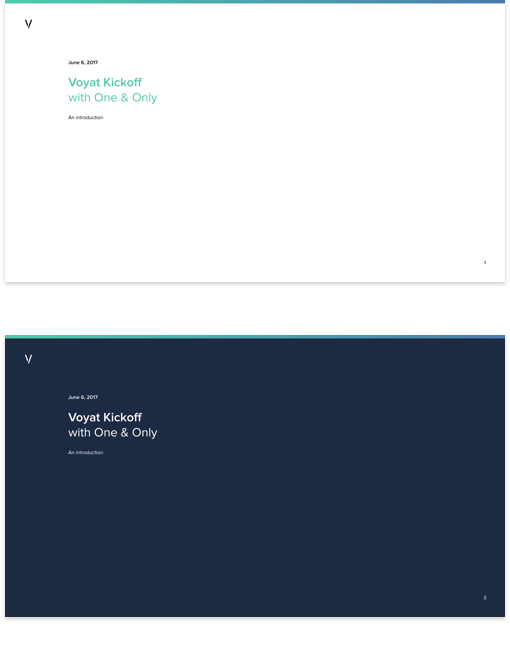 V
June 6, 2017
Voyat Kickoff
with One & Only
An introduction
1
V
June 6, 2017
Voyat Kickoff
with One & Only
An introduction
2